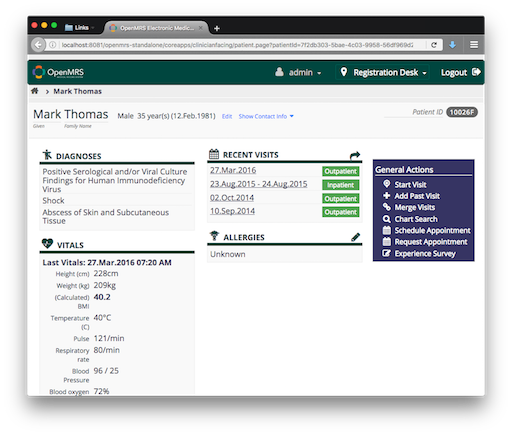 Links
OpenMRS Electronic Medic...
localhost:8081/openmrs-standalone/coreapps/clinicianfacing/patient.page?patientId=7f2db303-5bae-4c03-9958-56df969d2
OpenMRS
admin
Registration Desk
Logout
Mark Thomas
Mark Thomas Male 35 year(s) (12.Feb.1981) Edit Show Contact Info
Given Family Name
Patient ID 10026F
DIAGNOSES
Positive Serological and/or Viral Culture
Findings for Human Immunodeficiency
Virus
Shock
Abscess of Skin and Subcutaneous
Tissue
VITALS
Last Vitals: 27.Mar.2016 07:20 AM
Height (cm) 228cm
Weight (kg) 209kg
(Calculated) 40.2
BMI
Temperature 40°C
(C)
Pulse 121/min
Respiratory 80/min
rate
Blood 96 / 25
Pressure
Blood oxygen 72%
RECENT VISITS
27.Mar.2016 Outpatient
23.Aug.2015 - 24.Aug.2015 Inpatient
02.Oct.2014 Outpatient
10.Sep.2014 Outpatient
ALLERGIES
Unknown
General Actions
Start Visit
Add Past Visit
Merge Visits
Chart Search
Schedule Appointment
Request Appointment
Experience Survey